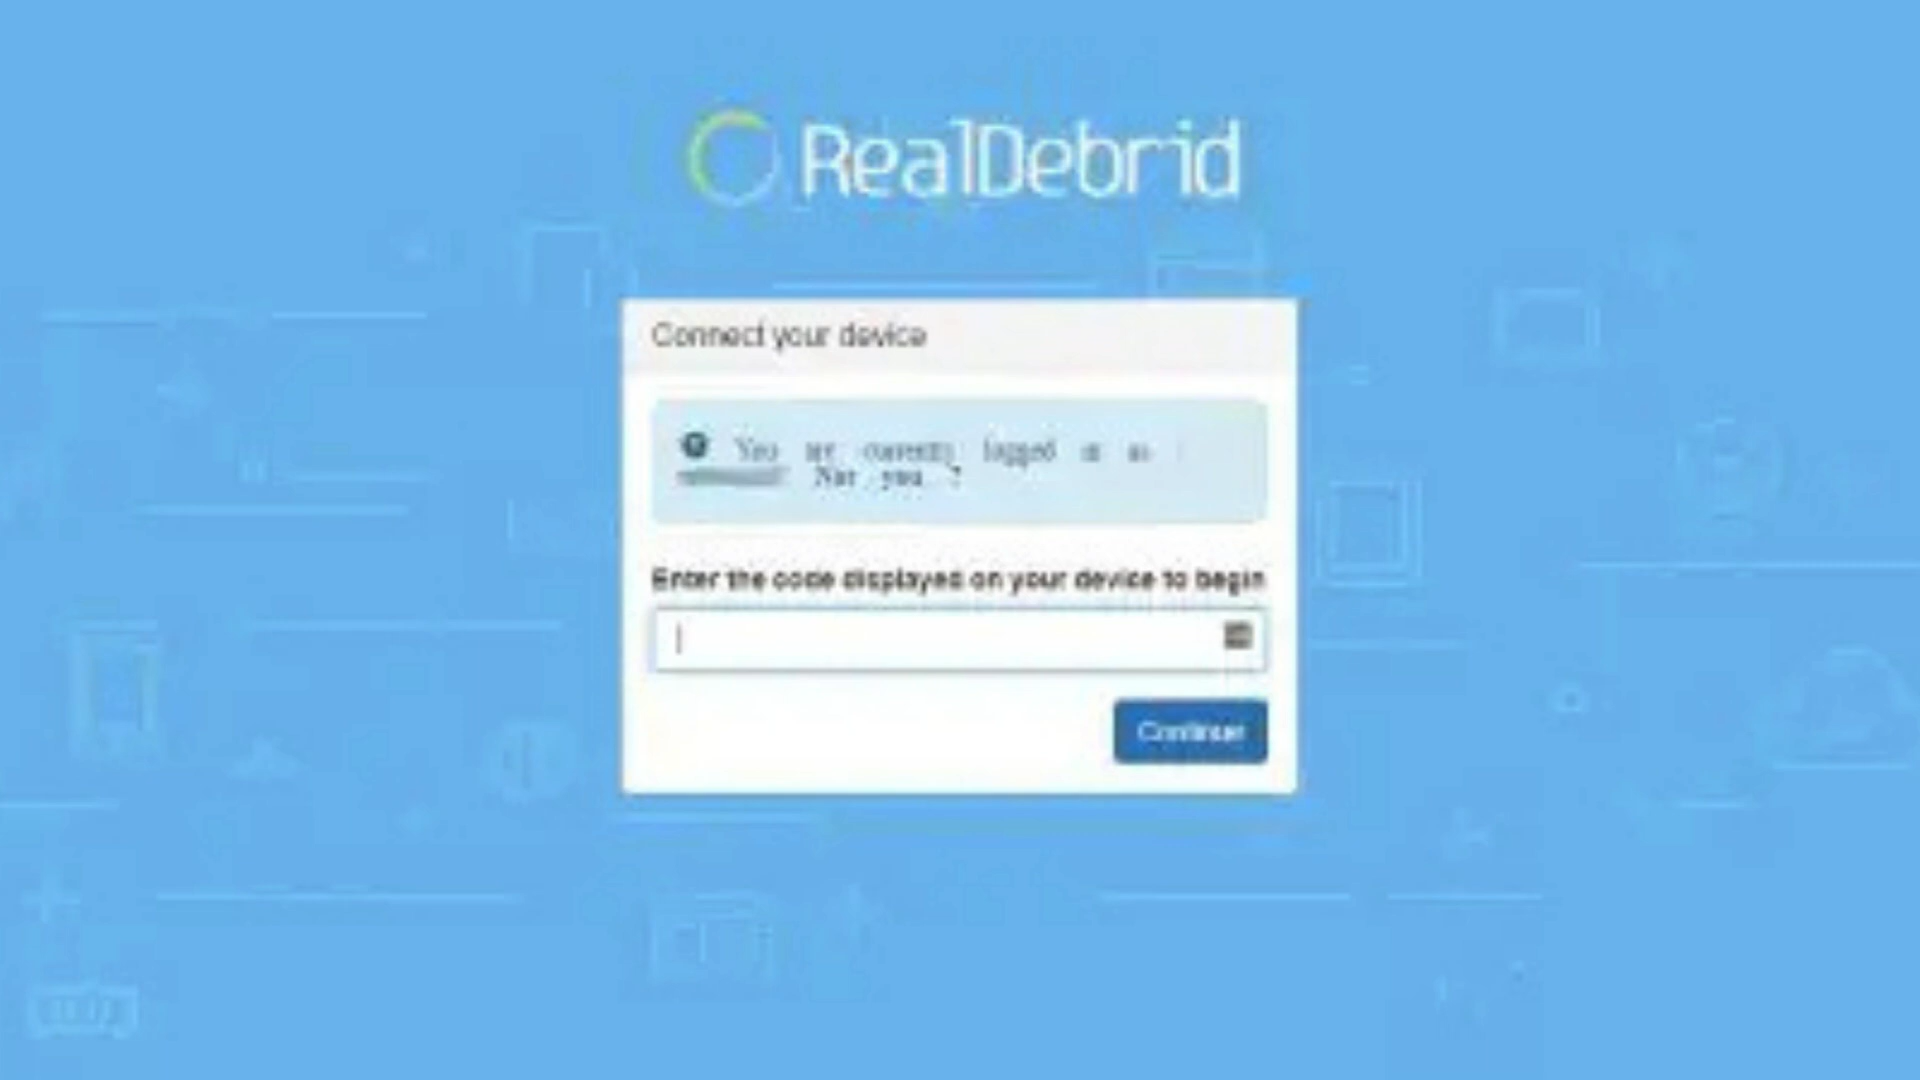 RealDebrid
Connect your device
You are currently logged in as :
Not you ?
Enter the code displayed on your device to begin
Continue